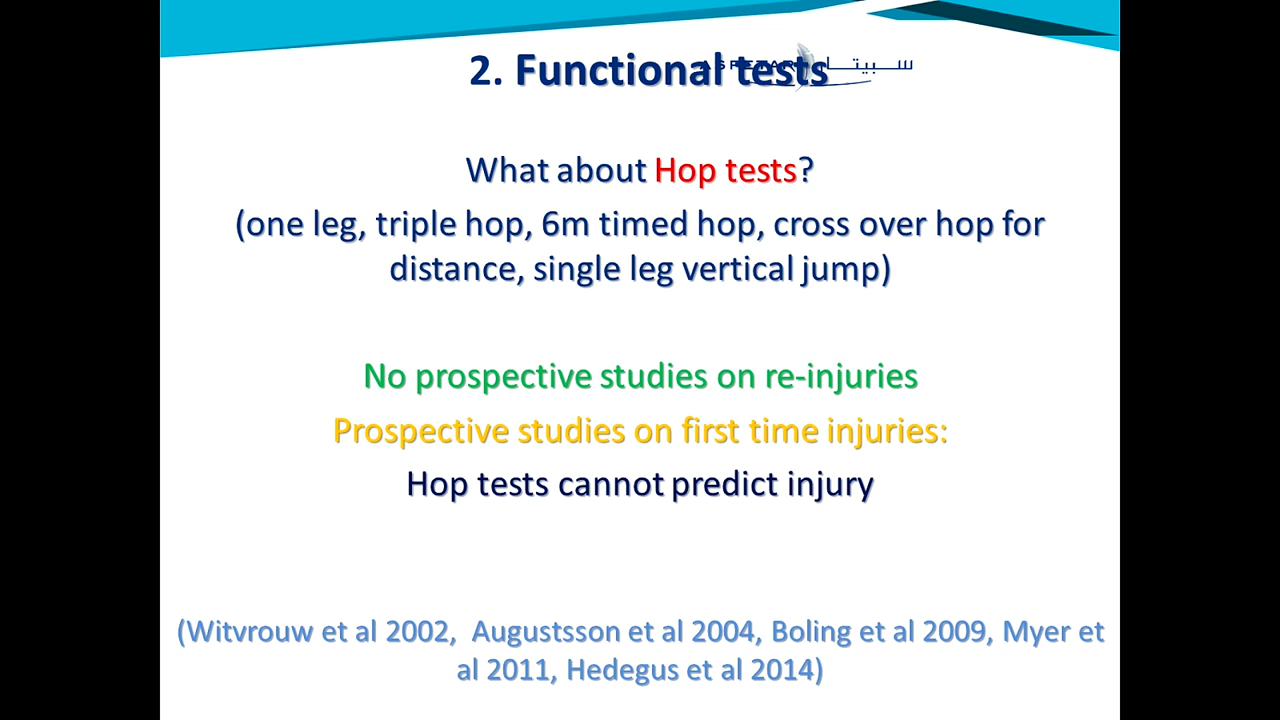 2. Functional tests
ASPETAR سبيتار
What about Hop tests?
(one leg, triple hop, 6m timed hop, cross over hop for
distance, single leg vertical jump)
No prospective studies on re-injuries
Prospective studies on first time injuries:
Hop tests cannot predict injury
(Witvrouw et al 2002, Augustsson et al 2004, Boling et al 2009, Myer et
al 2011, Hedegus et al 2014)